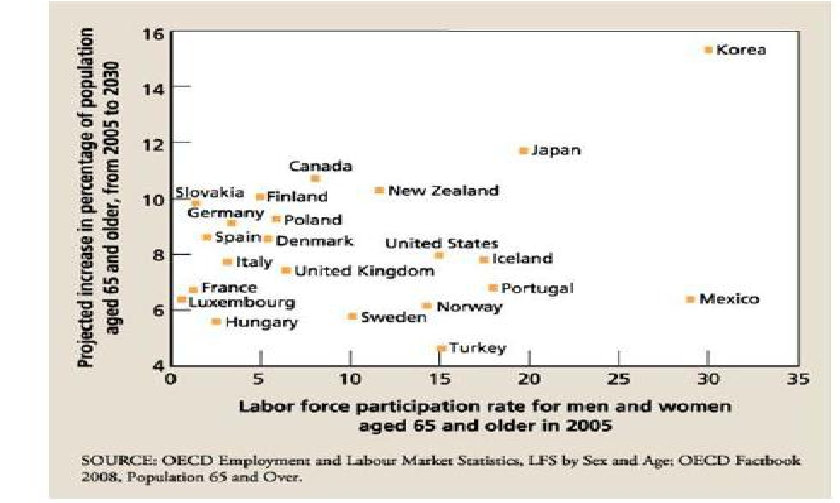 Projected increase in percentage of population
aged 65 and older, from 2005 to 2030
16
14
12
10
8
6
4
Korea
Japan
Canada
Slovakia
Finland
New Zealand
Germany
Poland
Spain
Denmark
United States
Italy
Iceland
United Kingdom
France
Portugal
Luxembourg
Norway
Mexico
Hungary
Sweden
Turkey
0 5 10 15 20 25 30 35
Labor force participation rate for men and women
aged 65 and older in 2005
SOURCE: OECD Employment and Labour Market Statistics, LFS by Sex and Age; OECD Factbook
2008, Population 65 and Over.